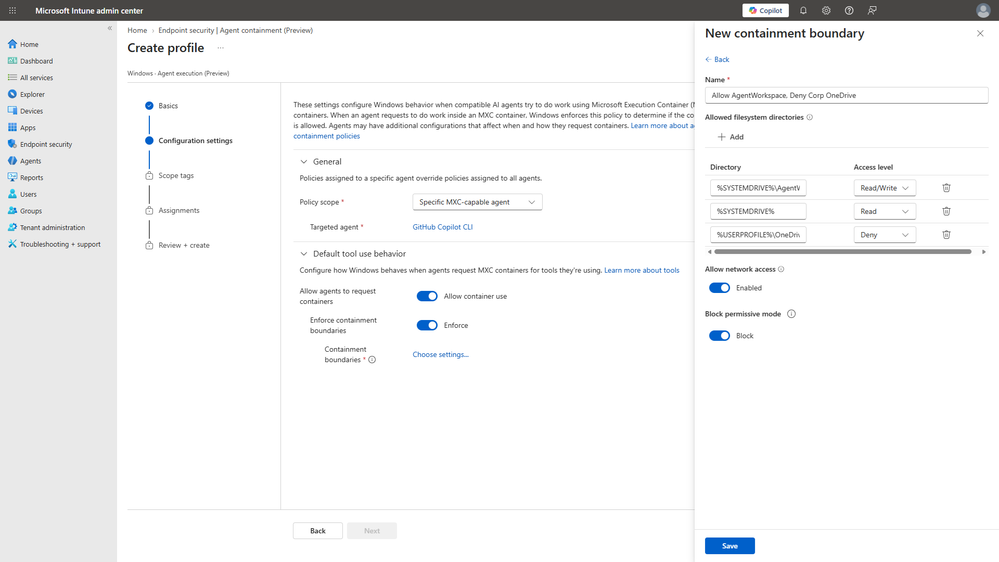 Microsoft Intune admin center
Copilot
Home
Dashboard
All services
Explorer
Devices
Apps
Endpoint security
Agents
Reports
Users
Groups
Tenant administration
Troubleshooting + support
Home > Endpoint security | Agent containment (Preview)
Create profile ...
Windows - Agent execution (Preview)
Basics
Configuration settings
Scope tags
Assignments
Review + create
These settings configure Windows behavior when compatible AI agents try to do work using Microsoft Execution Container (
containers. When an agent requests to do work inside an MXC container, Windows enforces this policy to determine if the co
is allowed. Agents may have additional configurations that affect when and how they request containers. Learn more about a
containment policies
General
Policies assigned to a specific agent override policies assigned to all agents.
Policy scope * Specific MXC-capable agent
Targeted agent * GitHub Copilot CLI
Default tool use behavior
Configure how Windows behaves when agents request MXC containers for tools they're using. Learn more about tools
Allow agents to request
containers
Allow container use
Enforce containment
boundaries
Enforce
Containment
boundaries *
Choose settings...
Back
Next
New containment boundary
← Back
Name *
Allow AgentWorkspace, Deny Corp OneDrive
Allowed filesystem directories
+ Add
Directory Access level
%SYSTEMDRIVE%\AgentW Read/Write
%SYSTEMDRIVE% Read
%USERPROFILE%\OneDriv Deny
Allow network access
Enabled
Block permissive mode
Block
Save